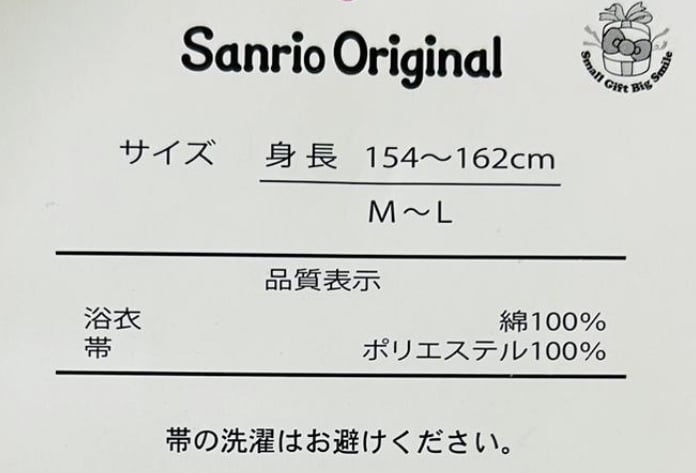 Sanrio Original
Small Gift Big Smile
サイズ 身長 154～162cm
M～L
品質表示
浴衣 綿100%
帯 ポリエステル100%
帯の洗濯はお避けください。